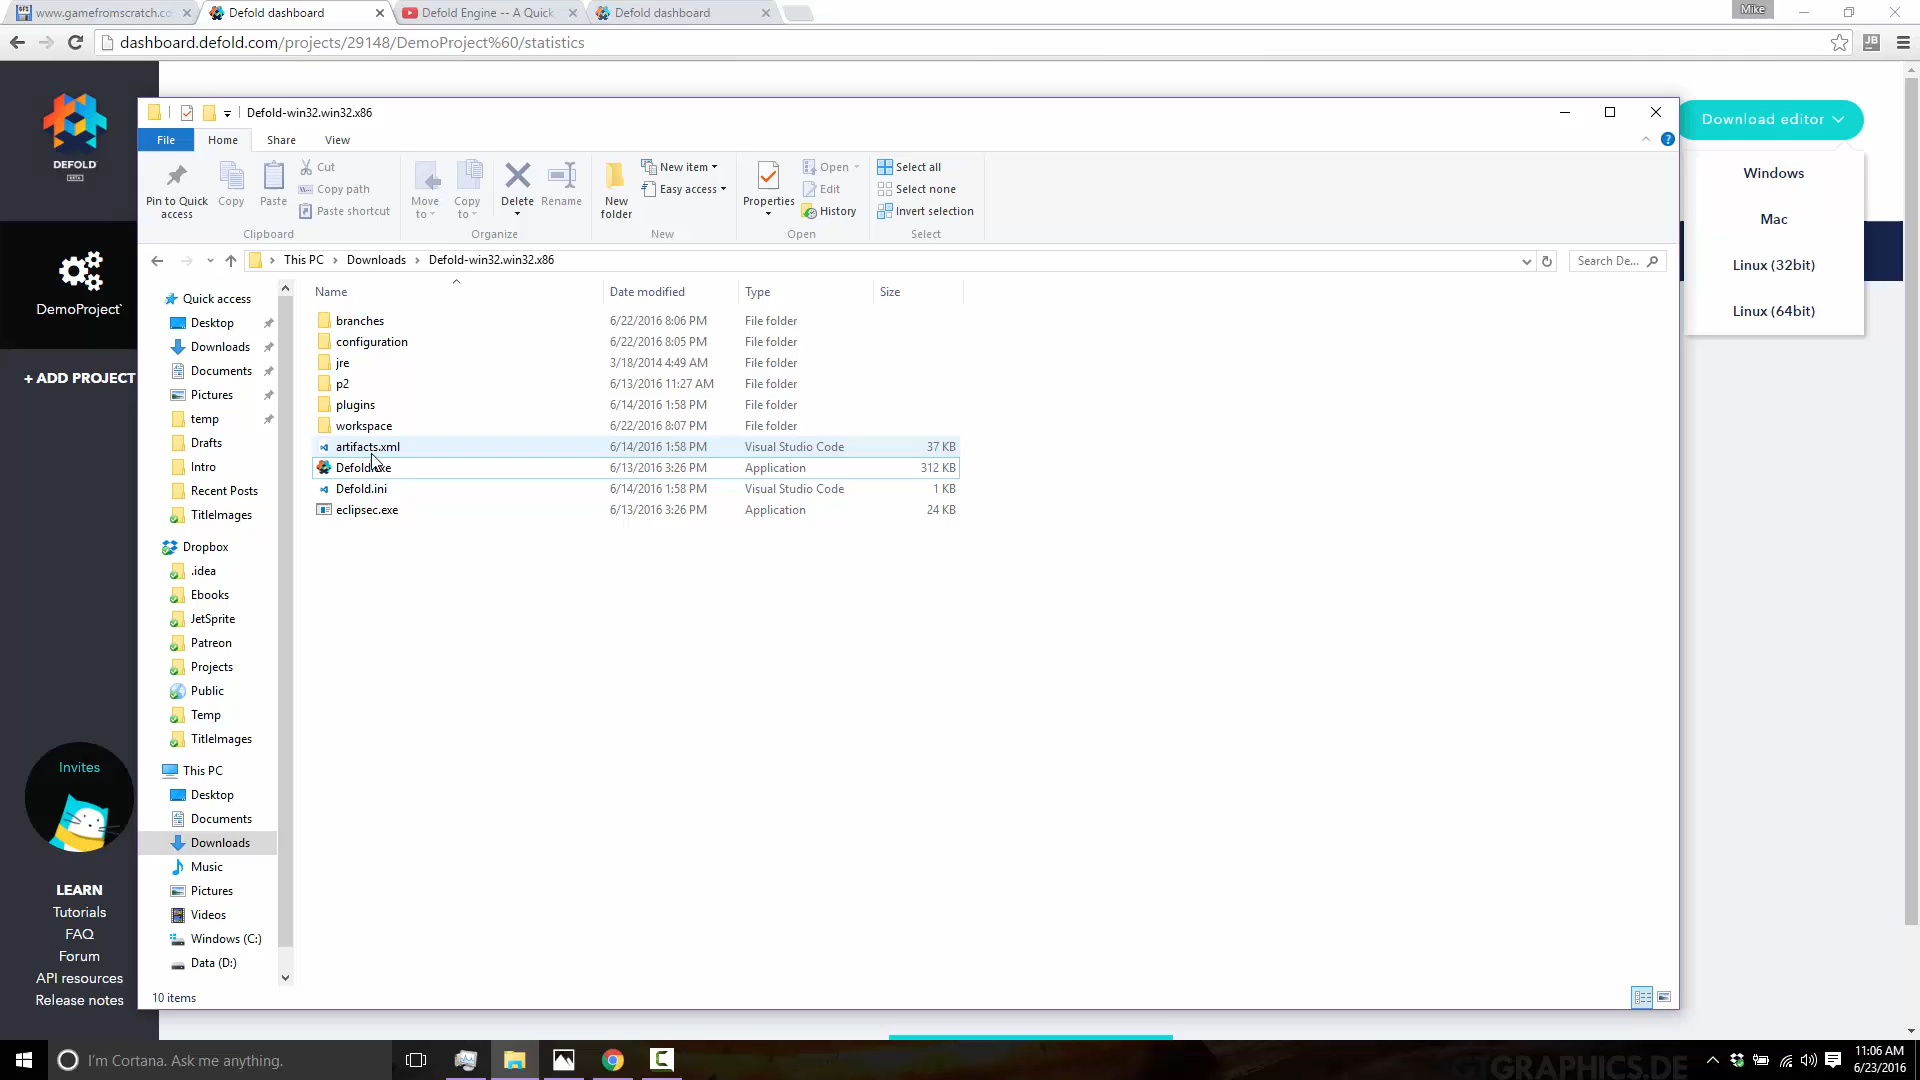 www.gamefromscratch.co
Defold dashboard
Defold Engine -- A Quick
Defold dashboard
Mike
dashboard.defold.com/projects/29148/DemoProject%60/statistics
JB
DEFOLD
BETA
DemoProject`
+ ADD PROJECT
Invites
LEARN
Tutorials
FAQ
Forum
API resources
Release notes
Download editor
Windows
Mac
Linux (32bit)
Linux (64bit)
Defold-win32.win32.x86
File
Home
Share
View
Pin to Quick access
Copy
Paste
Cut
Copy path
Paste shortcut
Clipboard
Move to
Copy to
Delete
Rename
Organize
New folder
New item
Easy access
New
Properties
Open
Edit
History
Open
Select all
Select none
Invert selection
Select
This PC > Downloads > Defold-win32.win32.x86
Search De...
Quick access
Desktop
Downloads
Documents
Pictures
temp
Drafts
Intro
Recent Posts
TitleImages
Dropbox
.idea
Ebooks
JetSprite
Patreon
Projects
Public
Temp
TitleImages
This PC
Desktop
Documents
Downloads
Music
Pictures
Videos
Windows (C:)
Data (D:)
Name Date modified Type Size
branches 6/22/2016 8:06 PM File folder
configuration 6/22/2016 8:05 PM File folder
jre 3/18/2014 4:49 AM File folder
p2 6/13/2016 11:27 AM File folder
plugins 6/14/2016 1:58 PM File folder
workspace 6/22/2016 8:07 PM File folder
artifacts.xml 6/14/2016 1:58 PM Visual Studio Code 37 KB
Defold.exe 6/13/2016 3:26 PM Application 312 KB
Defold.ini 6/14/2016 1:58 PM Visual Studio Code 1 KB
eclipsec.exe 6/13/2016 3:26 PM Application 24 KB
10 items
I'm Cortana. Ask me anything.
GTGRAPHICS.DE
11:06 AM
6/23/2016